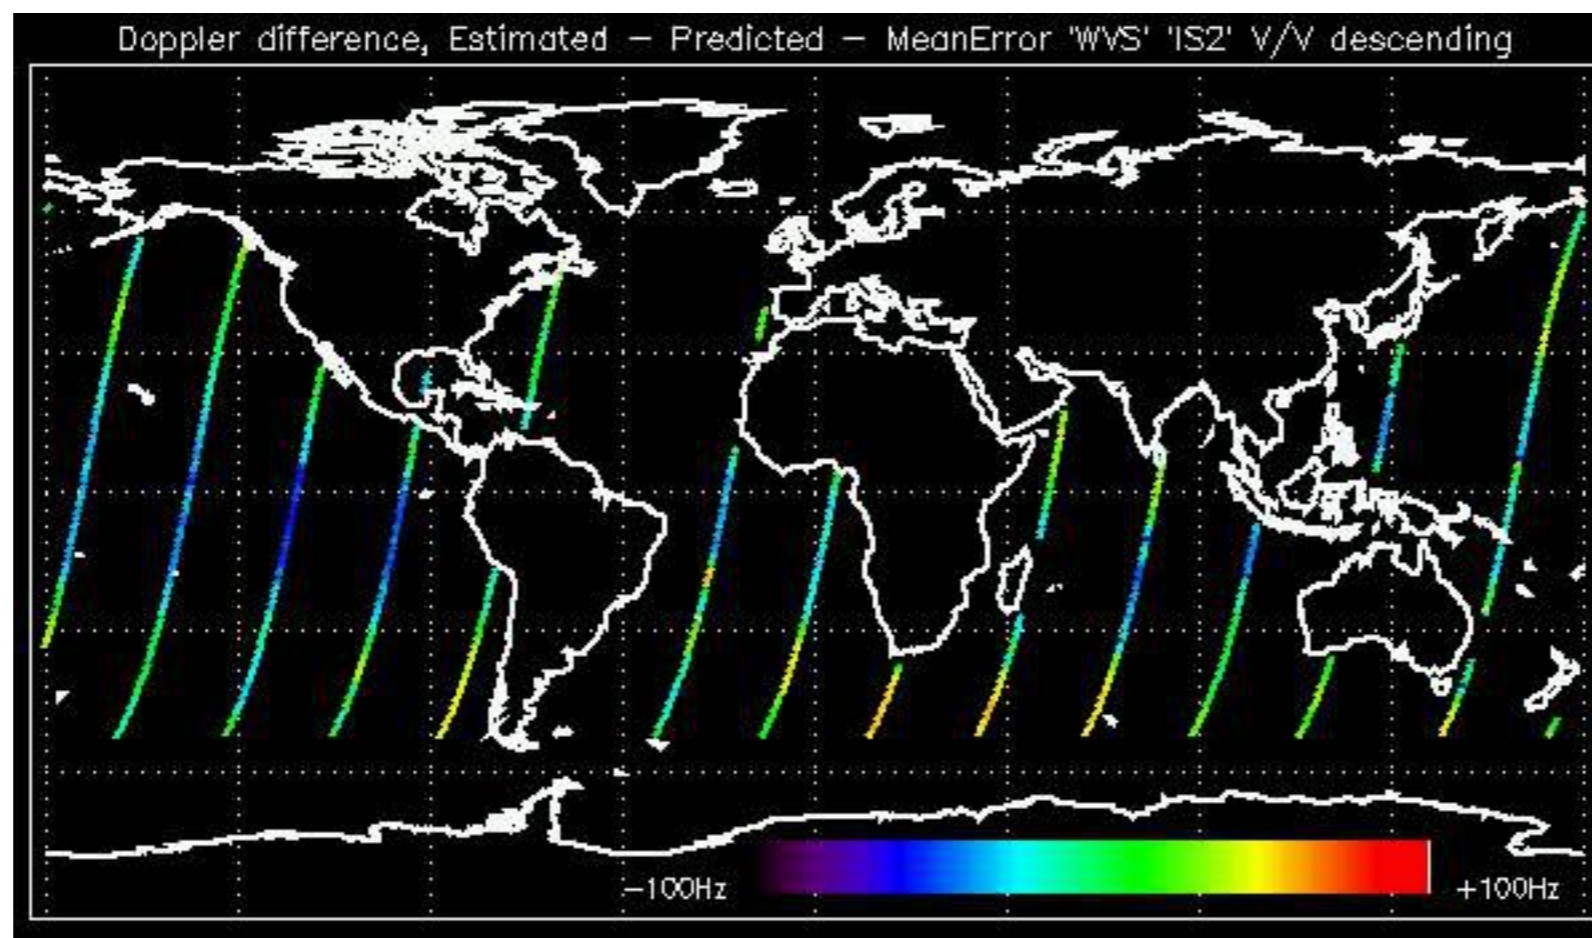 Doppler difference, Estimated - Predicted - MeanError 'WVS' 'IS2' V/V descending
-100Hz
+100Hz